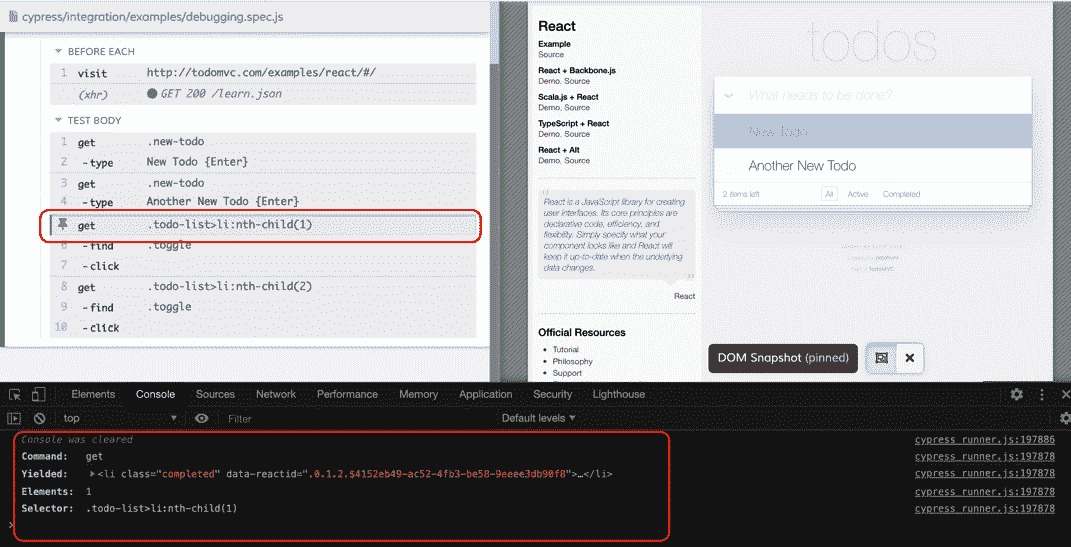 cypress/integration/examples/debugging.spec.js
BEFORE EACH
1 visit http://todomvc.com/examples/react/#/
(xhr) GET 200 /learn.json
TEST BODY
1 get .new-todo
2 -type New Todo {Enter}
3 get .new-todo
4 -type Another New Todo {Enter}
get .todo-list>li:nth-child(1)
6 -find .toggle
7 -click
8 get .todo-list>li:nth-child(2)
9 -find .toggle
10 -click
React
Example
Source
React + Backbone.js
Demo, Source
Scala.js + React
Demo, Source
TypeScript + React
Demo, Source
React + Alt
Demo, Source
React is a JavaScript library for creating
user interfaces. Its core principles are
declarative code, efficiency, and
flexibility. Simply specify what your
component looks like and React will
keep it up-to-date when the underlying
data changes.
React
Official Resources
Tutorial
Philosophy
Support
todos
What needs to be done?
New Todo
Another New Todo
2 items left All Active Completed
DOM Snapshot (pinned)
Elements Console Sources Network Performance Memory Application Security Lighthouse
top Filter Default levels
Console was cleared cypress_runner.js:197886
Command: get cypress_runner.js:197878
Yielded: <li class="completed" data-reactid=".0.1.2.$4152eb49-ac52-4fb3-be58-9eeee3db90f8">…</li> cypress_runner.js:197878
Elements: 1 cypress_runner.js:197878
Selector: .todo-list>li:nth-child(1) cypress_runner.js:197878